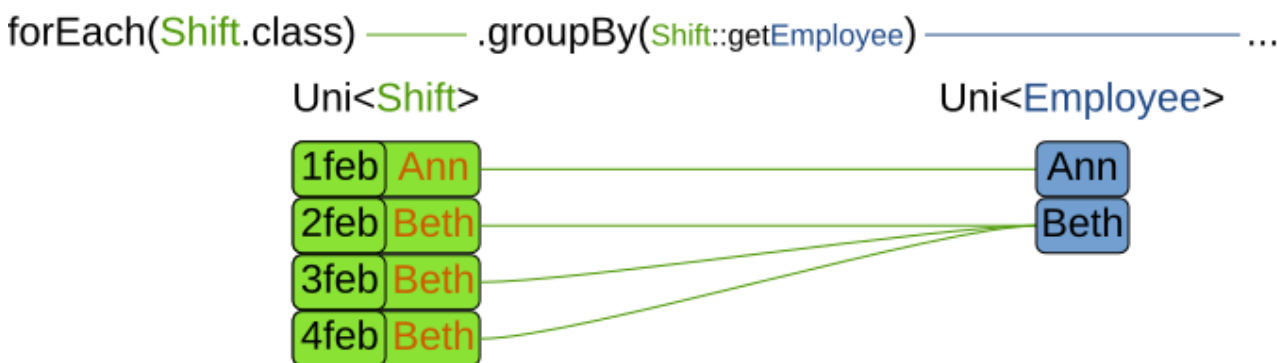 forEach(Shift.class) .groupBy(Shift::getEmployee) ...
Uni<Shift> Uni<Employee>
1feb Ann Ann
2feb Beth Beth
3feb Beth
4feb Beth